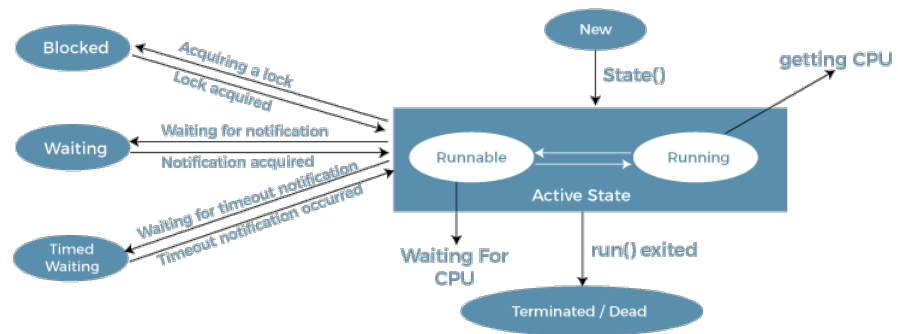 New
Blocked
Acquiring a lock
Lock acquired
State()
getting CPU
Waiting
Waiting for notification
Notification acquired
Runnable
Running
Active State
Waiting for timeout notification
Timeout notification occurred
Timed
Waiting
Waiting For
CPU
run() exited
Terminated / Dead